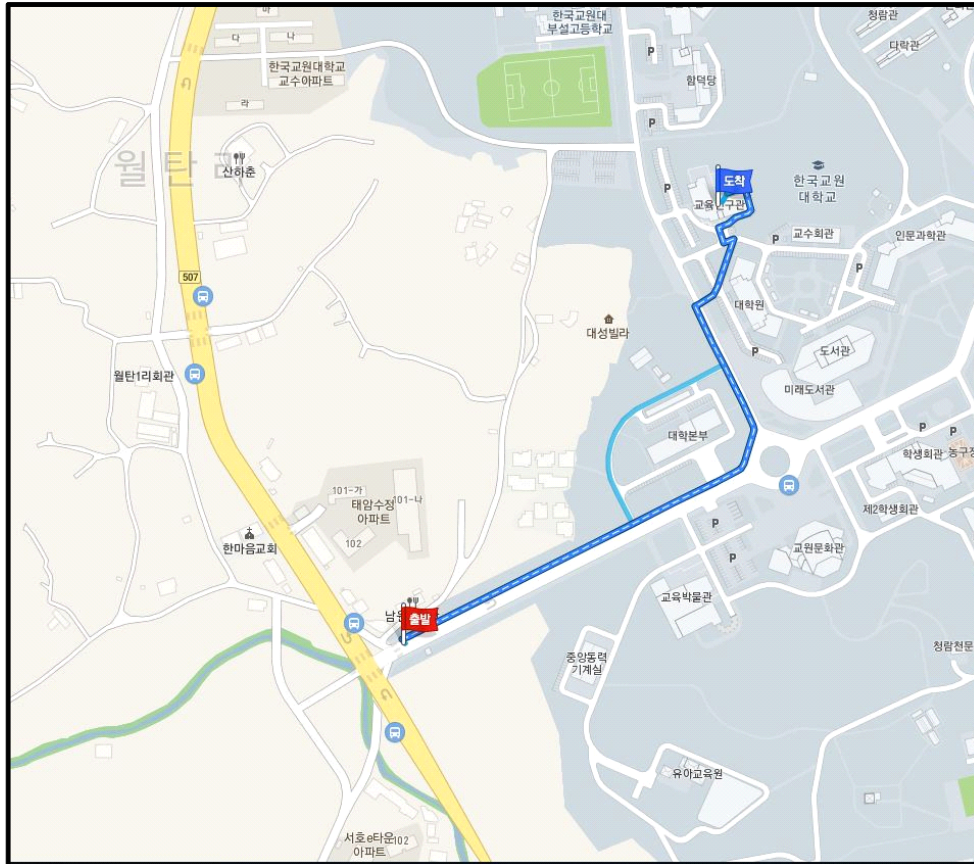 마
다
나
한국교원대학교
교수아파트
라
한국교원대
부설고등학교
P
함덕당
P
청람관
다락관
월탄
산하촌
P
도착
교육연구관
한국교원
대학교
P
교수회관
인문과학관
P
507
대학원
P
대성빌라
도서관
미래도서관
월탄1리회관
대학본부
P
P
학생회관
농구장
제2학생회관
101-가
101-나
태암수정
아파트
102
한마음교회
P
P
교원문화관
교육박물관
출발
중앙동력
기계실
청람천문
유아교육원
서호e타운
아파트
102